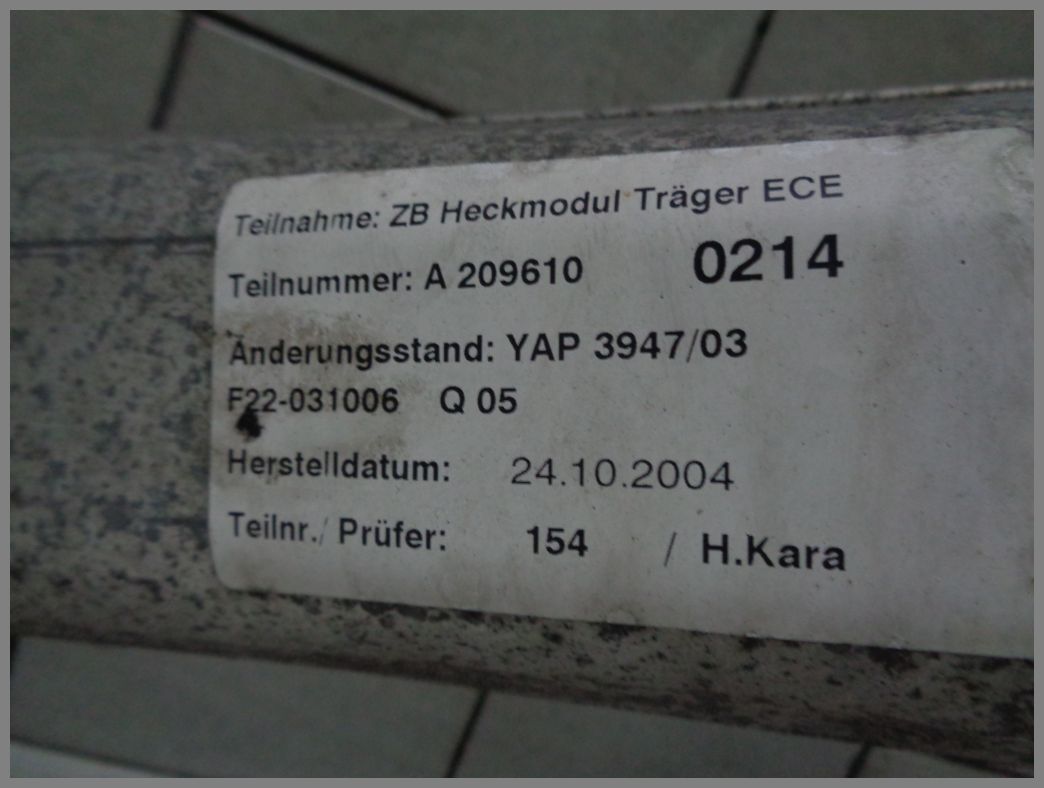 Teilnahme: ZB Heckmodul Träger ECE
Teilnummer: A 209610 0214
Änderungsstand: YAP 3947/03
F22-031006 Q 05
Herstelldatum: 24.10.2004
Teilnr./ Prüfer: 154 / H.Kara